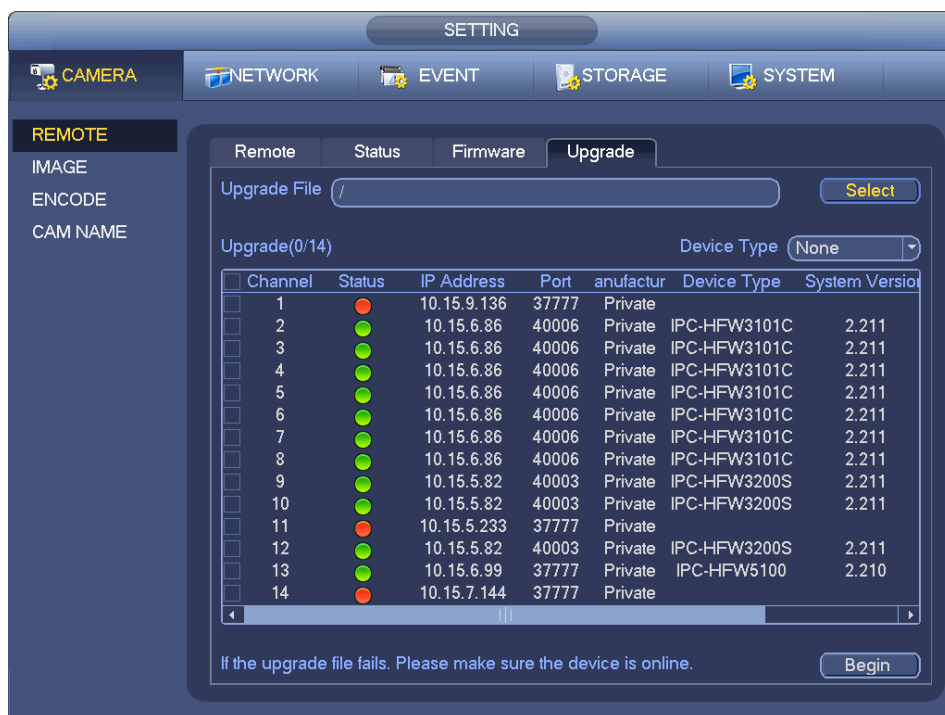 SETTING
CAMERA NETWORK EVENT STORAGE SYSTEM
REMOTE
IMAGE
ENCODE
CAM NAME
Remote Status Firmware Upgrade
Upgrade File / Select
Upgrade(0/14) Device Type None
Channel Status IP Address Port anufactur Device Type System Version
1 10.15.9.136 37777 Private
2 10.15.6.86 40006 Private IPC-HFW3101C 2.211
3 10.15.6.86 40006 Private IPC-HFW3101C 2.211
4 10.15.6.86 40006 Private IPC-HFW3101C 2.211
5 10.15.6.86 40006 Private IPC-HFW3101C 2.211
6 10.15.6.86 40006 Private IPC-HFW3101C 2.211
7 10.15.6.86 40006 Private IPC-HFW3101C 2.211
8 10.15.6.86 40006 Private IPC-HFW3101C 2.211
9 10.15.5.82 40003 Private IPC-HFW3200S 2.211
10 10.15.5.82 40003 Private IPC-HFW3200S 2.211
11 10.15.5.233 37777 Private
12 10.15.5.82 40003 Private IPC-HFW3200S 2.211
13 10.15.6.99 37777 Private IPC-HFW5100 2.210
14 10.15.7.144 37777 Private
If the upgrade file fails. Please make sure the device is online. Begin